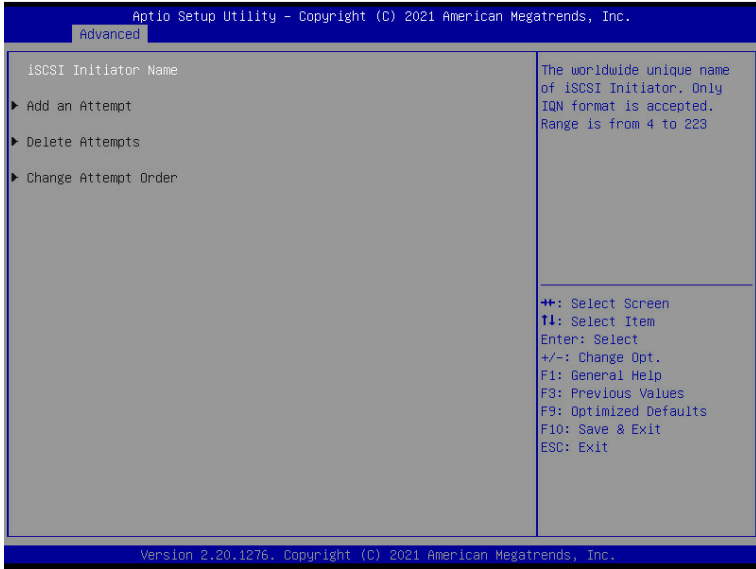 Aptio Setup Utility – Copyright (C) 2021 American Megatrends, Inc.
Advanced
iSCSI Initiator Name
▶ Add an Attempt
▶ Delete Attempts
▶ Change Attempt Order
The worldwide unique name
of iSCSI Initiator. Only
IQN format is accepted.
Range is from 4 to 223
→←: Select Screen
↑↓: Select Item
Enter: Select
+/-: Change Opt.
F1: General Help
F3: Previous Values
F9: Optimized Defaults
F10: Save & Exit
ESC: Exit
Version 2.20.1276. Copyright (C) 2021 American Megatrends, Inc.